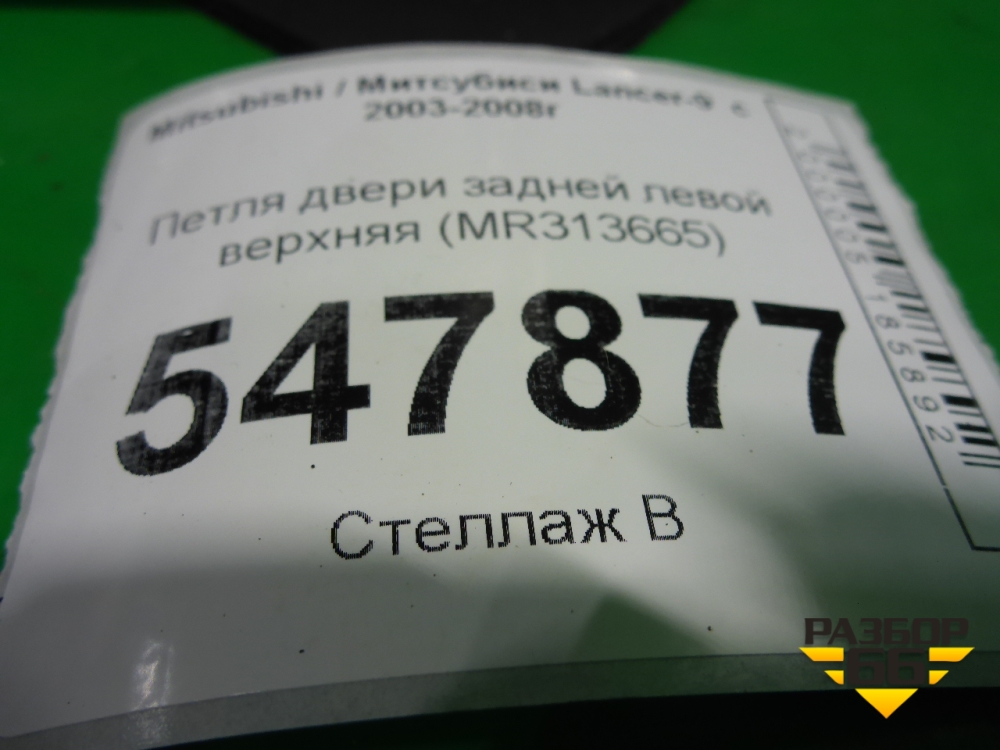 Mitsubishi / Митсубиси Lancer-9 с
2003-2008г
Петля двери задней левой
верхняя (MR313665)
547877
Стеллаж В
РАЗБОР
66